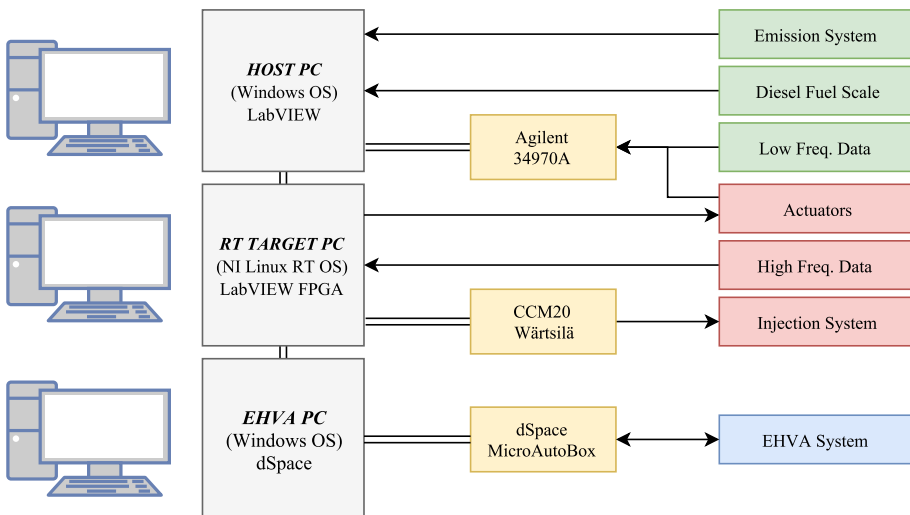 HOST PC
(Windows OS)
LabVIEW
Emission System
Diesel Fuel Scale
Agilent
34970A
Low Freq. Data
RT TARGET PC
(NI Linux RT OS)
LabVIEW FPGA
Actuators
High Freq. Data
CCM20
Wärtsilä
Injection System
EHVA PC
(Windows OS)
dSpace
dSpace
MicroAutoBox
EHVA System